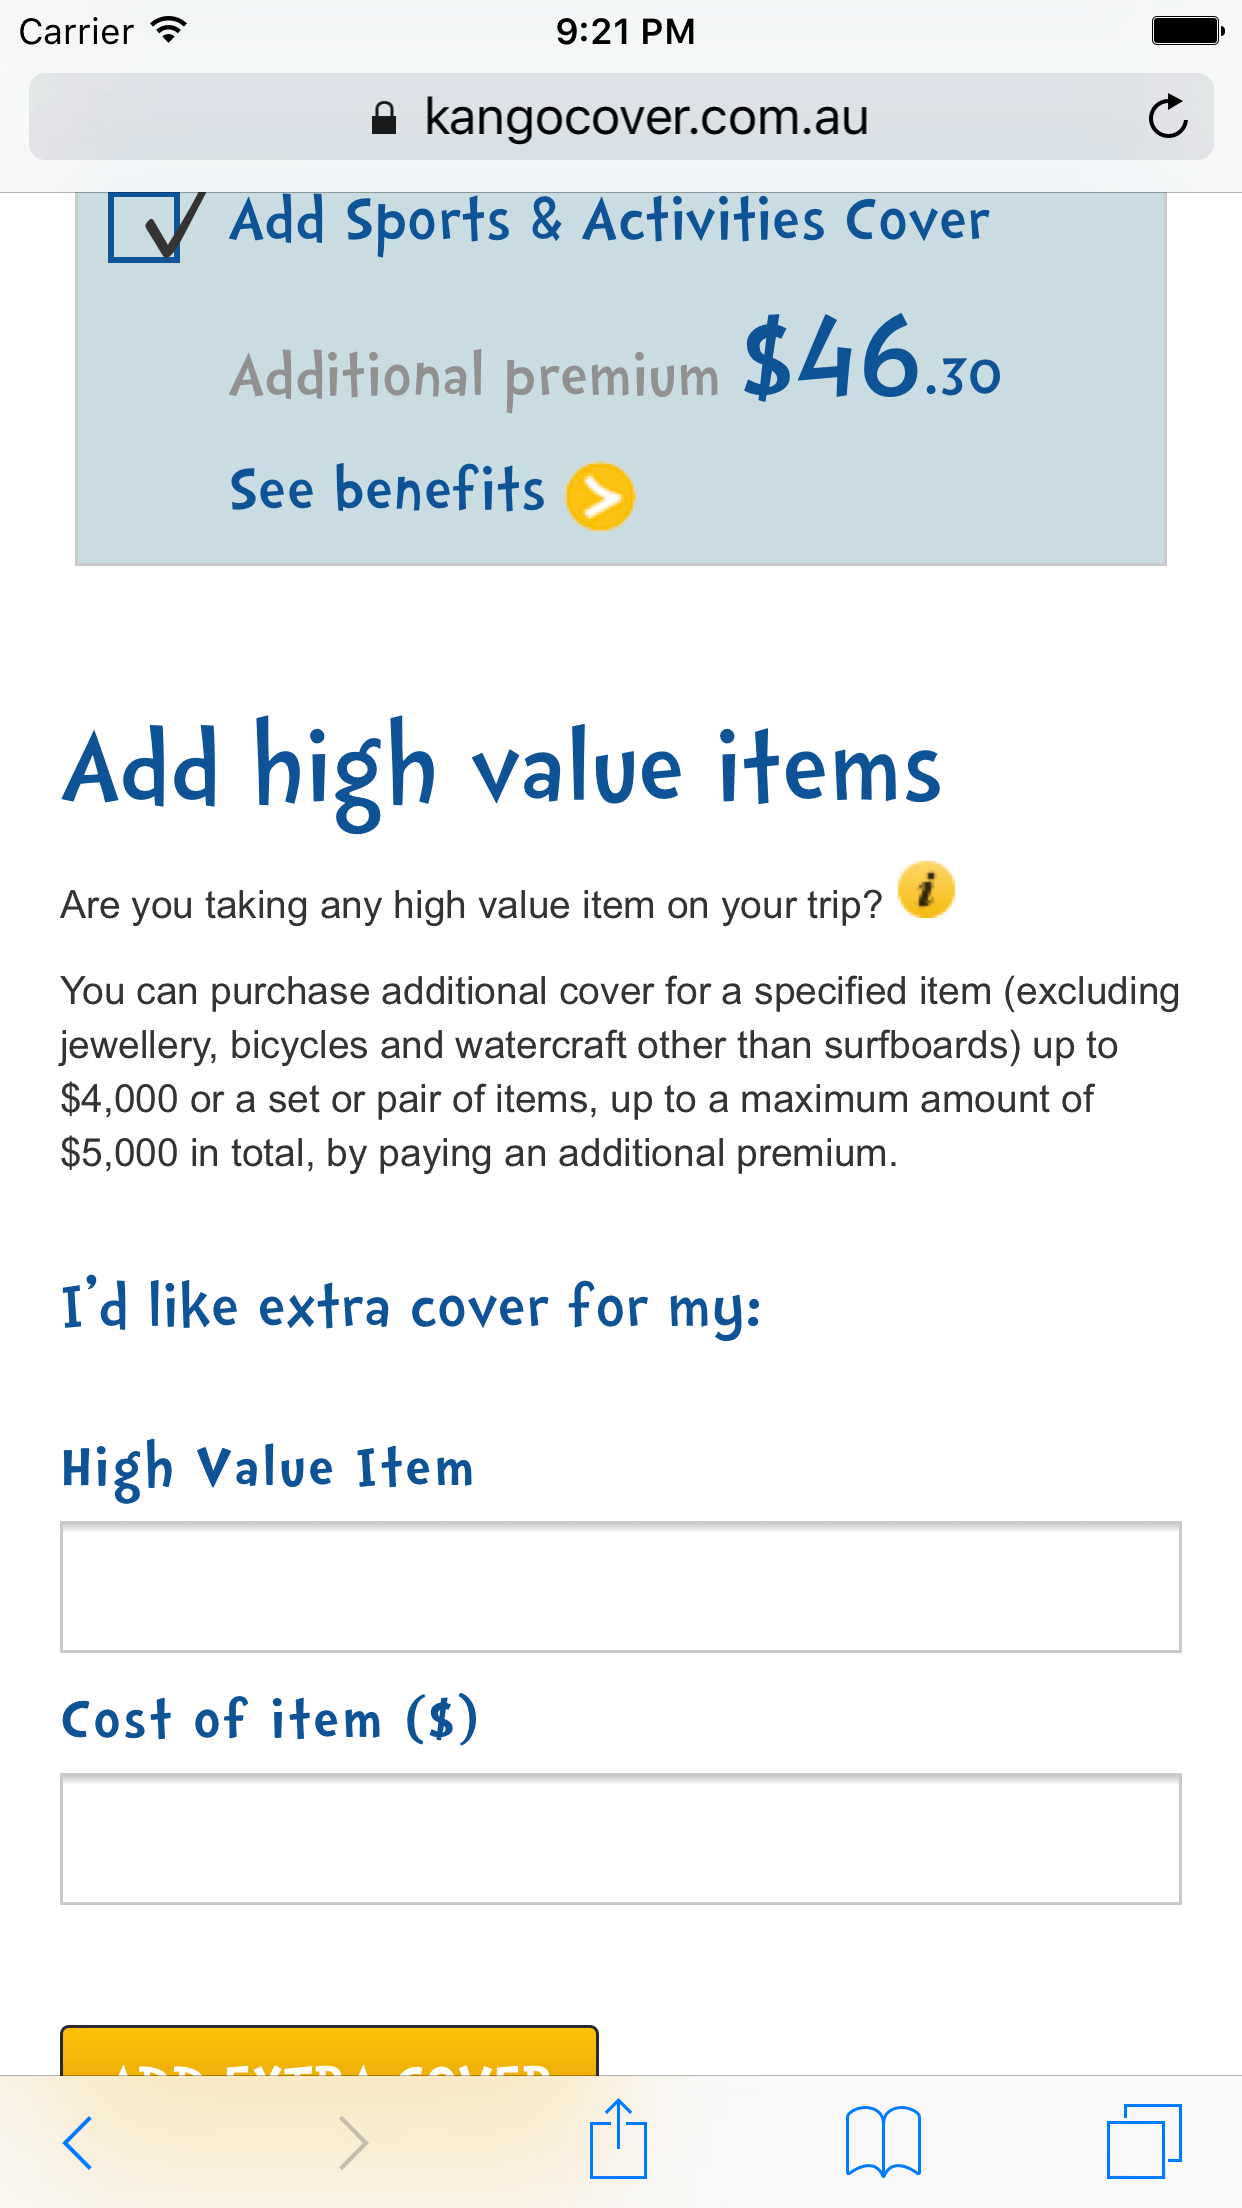 Carrier 9:21 PM
kangocover.com.au
Add Sports & Activities Cover
Additional premium $46.30
See benefits
Add high value items
Are you taking any high value item on your trip? i
You can purchase additional cover for a specified item (excluding
jewellery, bicycles and watercraft other than surfboards) up to
$4,000 or a set or pair of items, up to a maximum amount of
$5,000 in total, by paying an additional premium.
I'd like extra cover for my:
High Value Item
Cost of item ($)
ADD EXTRA COVER